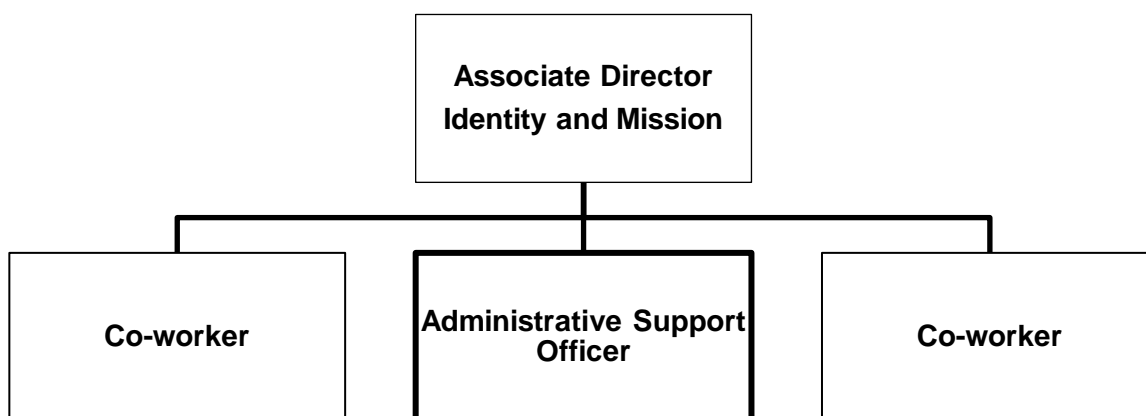 Associate Director
Identity and Mission
Co-worker
Administrative Support
Officer
Co-worker